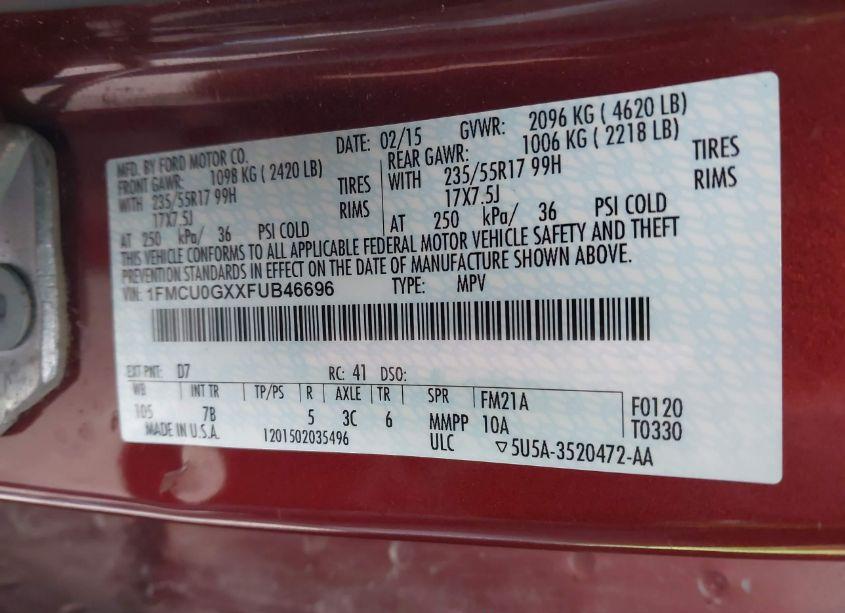 MFD. BY FORD MOTOR CO. DATE: 02/15 GVWR: 2096 KG ( 4620 LB)
FRONT GAWR: 1098 KG ( 2420 LB) REAR GAWR: 1006 KG ( 2218 LB)
WITH 235/55R17 99H TIRES WITH 235/55R17 99H TIRES
17X7.5J RIMS 17X7.5J RIMS
AT 250 kPa/ 36 PSI COLD AT 250 kPa/ 36 PSI COLD
THIS VEHICLE CONFORMS TO ALL APPLICABLE FEDERAL MOTOR VEHICLE SAFETY AND THEFT
PREVENTION STANDARDS IN EFFECT ON THE DATE OF MANUFACTURE SHOWN ABOVE.
VIN: 1FMCU0GXXFUB46696 TYPE: MPV
EXT PNT: D7 RC: 41 DSO:
WB INT TR TP/PS R AXLE TR SPR FM21A F0120
105 7B 5 3C 6 MMPP 10A T0330
MADE IN U.S.A. 1201502035496 ULC ▽5U5A-3520472-AA